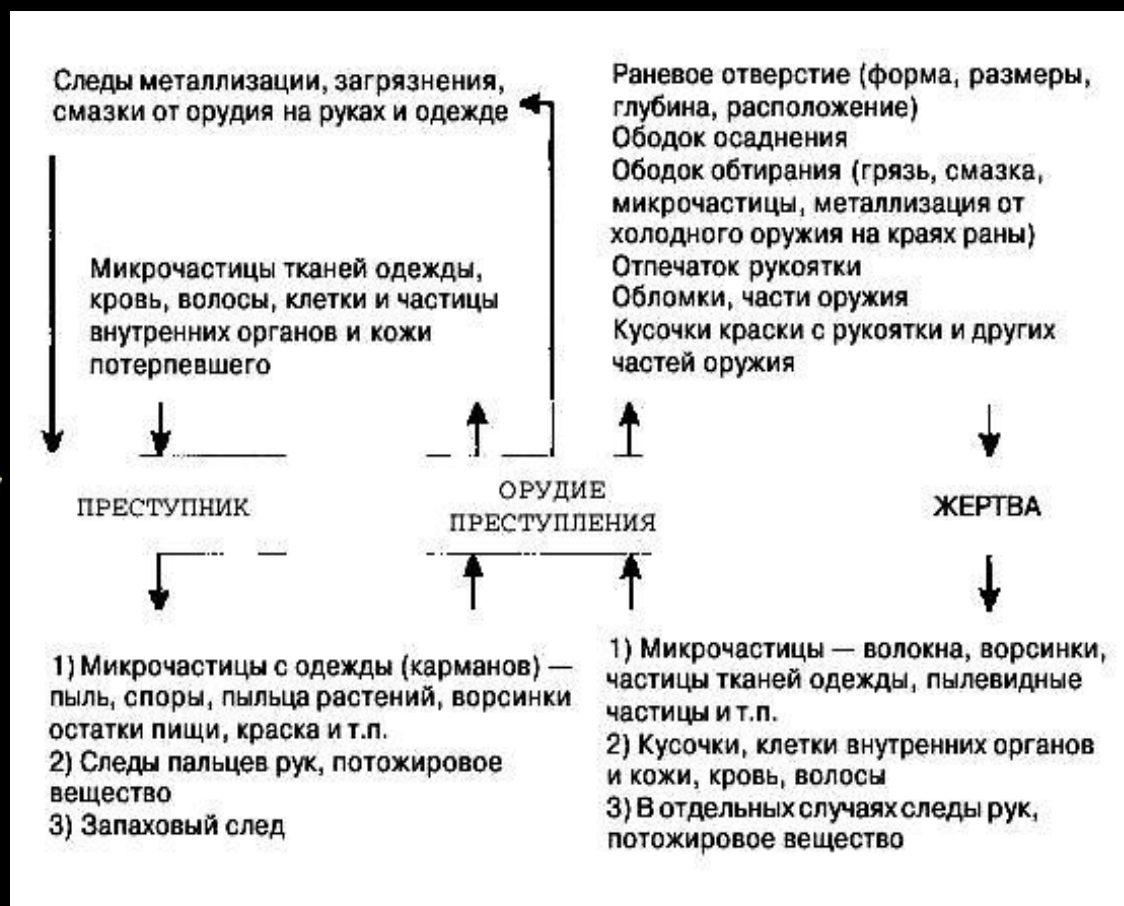 Следы металлизации, загрязнения,
смазки от орудия на руках и одежде
Раневое отверстие (форма, размеры,
глубина, расположение)
Ободок осаднения
Ободок обтирания (грязь, смазка,
микрочастицы, металлизация от
холодного оружия на краях раны)
Отпечаток рукоятки
Обломки, части оружия
Кусочки краски с рукоятки и других
частей оружия
Микрочастицы тканей одежды,
кровь, волосы, клетки и частицы
внутренних органов и кожи
потерпевшего
ПРЕСТУПНИК
ОРУДИЕ
ПРЕСТУПЛЕНИЯ
ЖЕРТВА
1) Микрочастицы с одежды (карманов) —
пыль, споры, пыльца растений, ворсинки
остатки пищи, краска и т.п.
2) Следы пальцев рук, потожировое
вещество
3) Запаховый след
1) Микрочастицы — волокна, ворсинки,
частицы тканей одежды, пылевидные
частицы и т.п.
2) Кусочки, клетки внутренних органов
и кожи, кровь, волосы
3) В отдельных случаях следы рук,
потожировое вещество